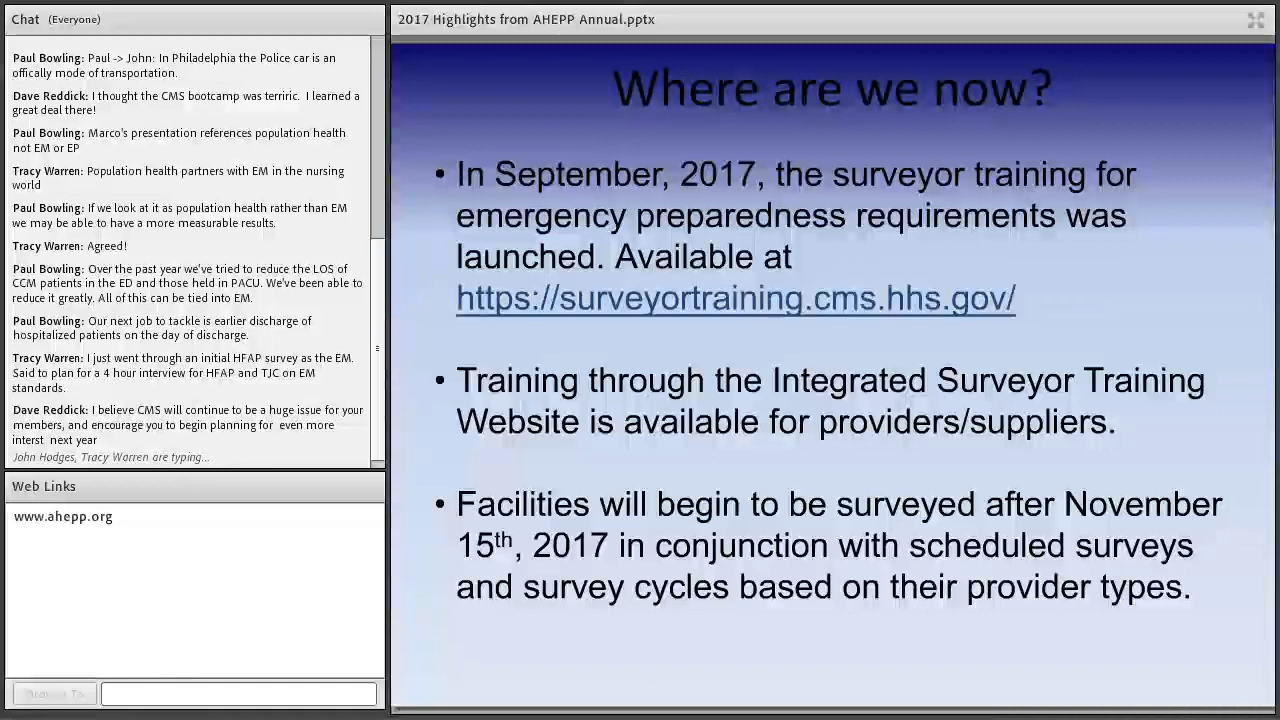 Chat (Everyone)
Paul Bowling: Paul -> John: In Philadelphia the Police car is an
offically mode of transportation.
Dave Reddick: I thought the CMS bootcamp was terriric. I learned a
great deal there!
Paul Bowling: Marco's presentation references population health
not EM or EP
Tracy Warren: Population health partners with EM in the nursing
world
Paul Bowling: If we look at it as population health rather than EM
we may be able to have a more measurable results.
Tracy Warren: Agreed!
Paul Bowling: Over the past year we've tried to reduce the LOS of
CCM patients in the ED and those held in PACU. We've been able to
reduce it greatly. All of this can be tied into EM.
Paul Bowling: Our next job to tackle is earlier discharge of
hospitalized patients on the day of discharge.
Tracy Warren: I just went through an initial HFAP survey as the EM.
Said to plan for a 4 hour interview for HFAP and TJC on EM
standards.
Dave Reddick: I believe CMS will continue to be a huge issue for your
members, and encourage you to begin planning for even more
interst next year
John Hodges, Tracy Warren are typing...
Web Links
www.ahepp.org
Browse To
2017 Highlights from AHEPP Annual.pptx
Where are we now?
• In September, 2017, the surveyor training for
emergency preparedness requirements was
launched. Available at
https://surveyortraining.cms.hhs.gov/
• Training through the Integrated Surveyor Training
Website is available for providers/suppliers.
• Facilities will begin to be surveyed after November
15th, 2017 in conjunction with scheduled surveys
and survey cycles based on their provider types.